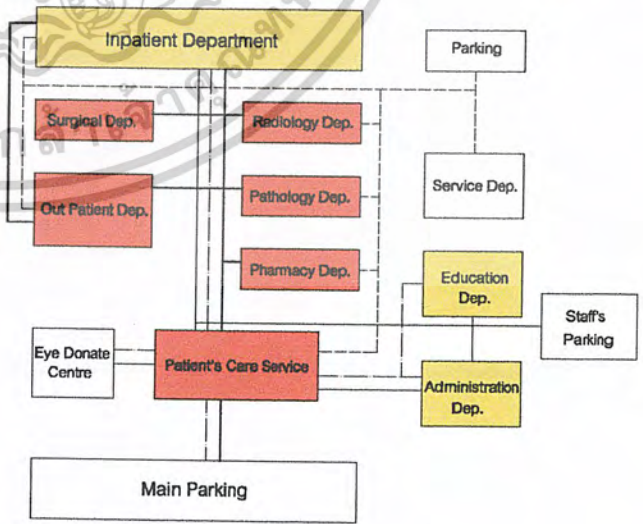 Inpatient Department
Parking
Surgical Dep.
Radiology Dep.
Out Patient Dep.
Pathology Dep.
Service Dep.
Pharmacy Dep.
Education
Dep.
Staff's
Parking
Eye Donate
Centre
Patient's Care Service
Administration
Dep.
Main Parking